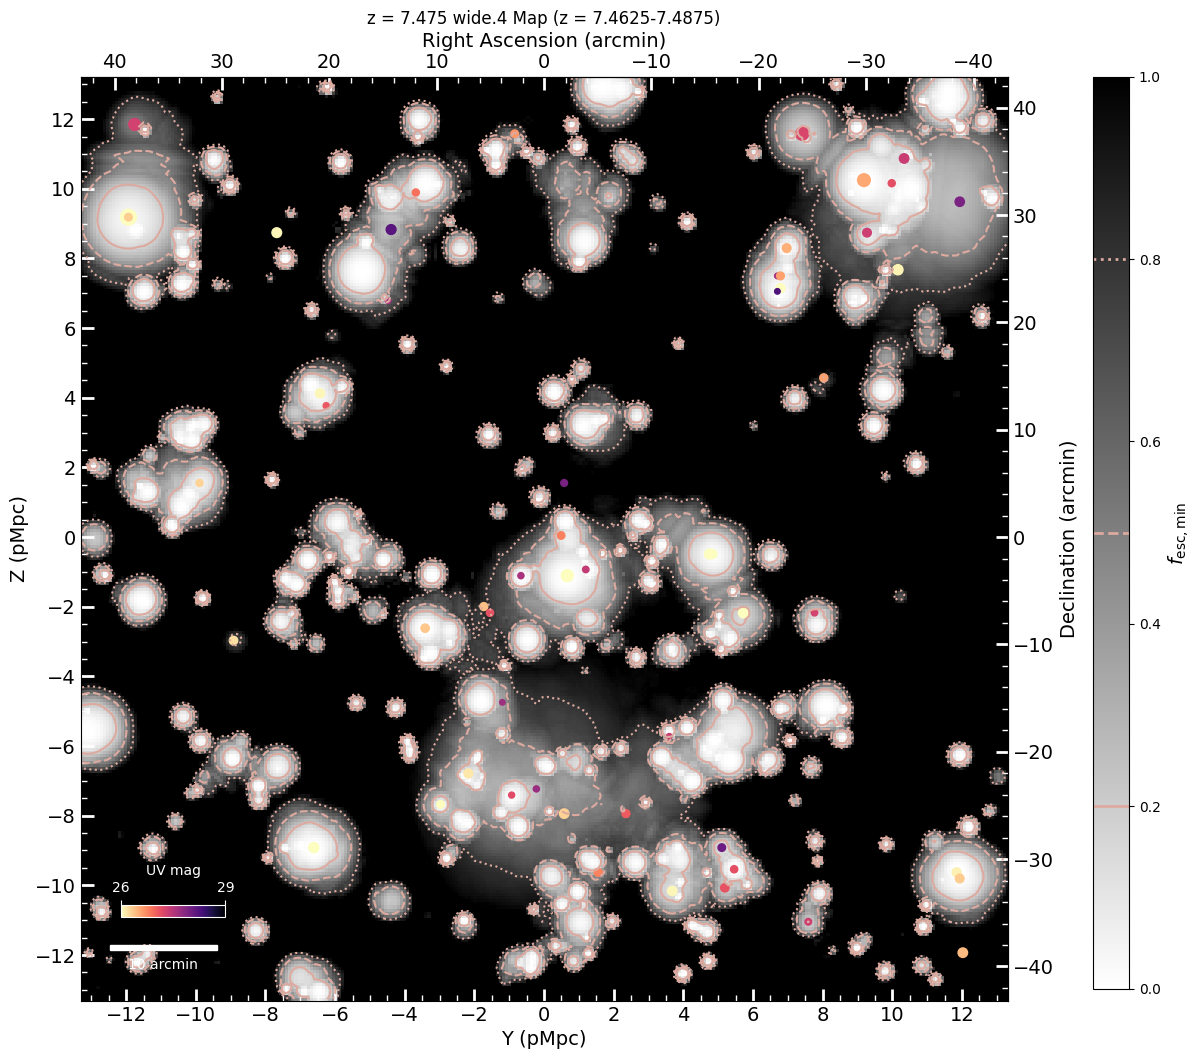 z = 7.475 wide.4 Map (z = 7.4625-7.4875)
Right Ascension (arcmin)
40 30 20 10 0 −10 −20 −30 −40
12
10
8
6
4
2
0
−2
−4
−6
−8
−10
−12
Z (pMpc)
40
30
20
10
0
−10
−20
−30
−40
Declination (arcmin)
1.0
0.8
0.6
0.4
0.2
0.0
fesc,min
UV mag
26 29
10 arcmin
−12 −10 −8 −6 −4 −2 0 2 4 6 8 10 12
Y (pMpc)